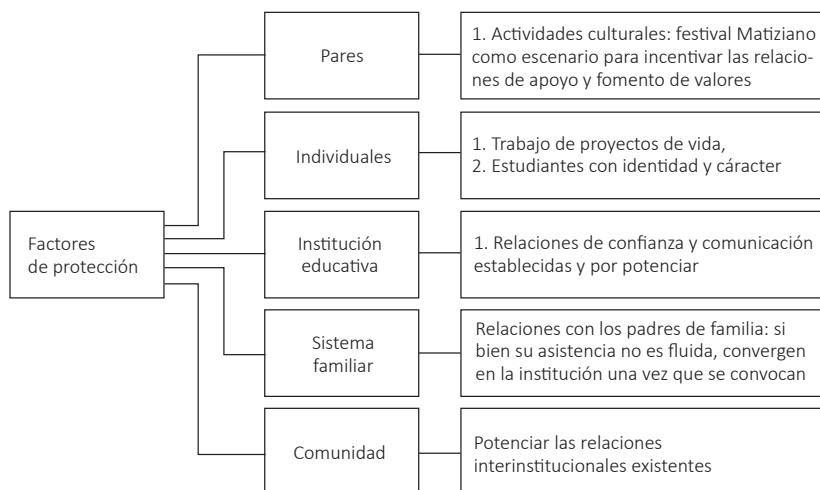 Pares
1. Actividades culturales: festival Matiziano
como escenario para incentivar las relacio-
nes de apoyo y fomento de valores
Individuales
1. Trabajo de proyectos de vida,
2. Estudiantes con identidad y cáracter
Factores
de protección
Institución
educativa
1. Relaciones de confianza y comunicación
establecidas y por potenciar
Sistema
familiar
Relaciones con los padres de familia: si
bien su asistencia no es fluida, convergen
en la institución una vez que se convocan
Comunidad
Potenciar las relaciones
interinstitucionales existentes